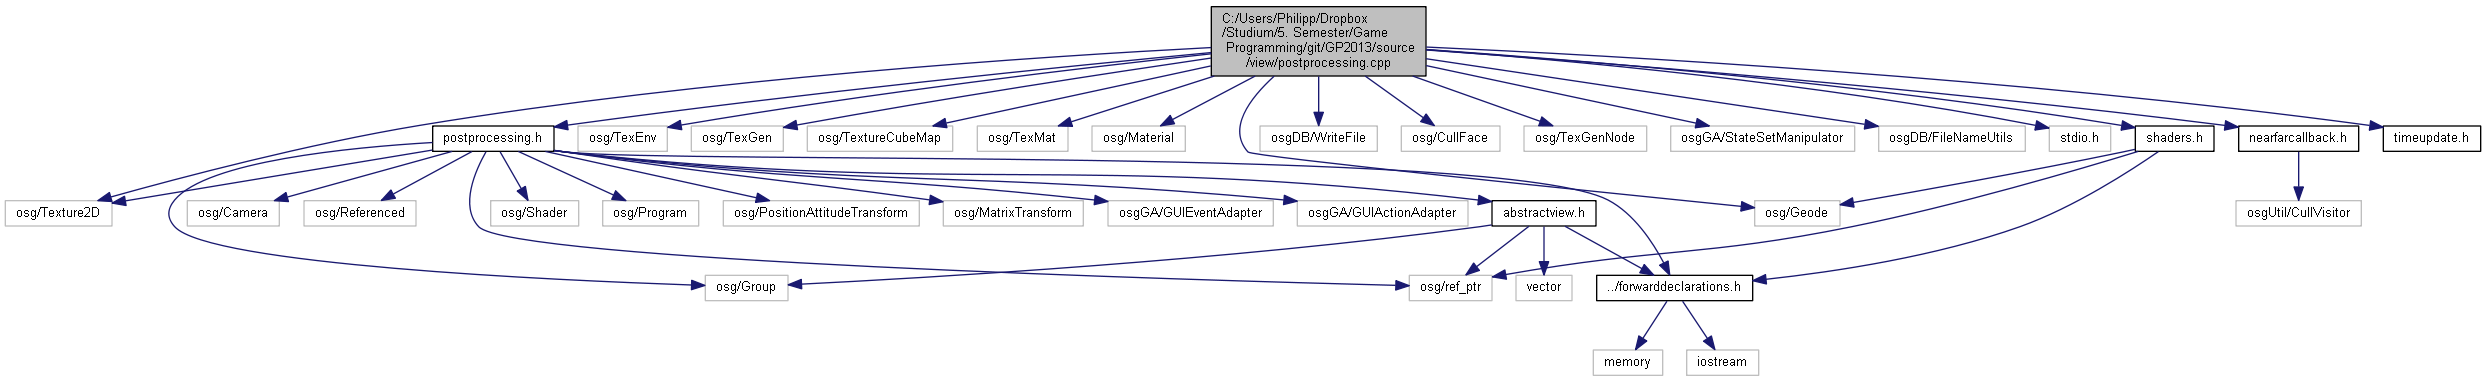 C:/Users/Philipp/Dropbox
/Studium/5. Semester/Game
Programming/git/GP2013/source
/view/postprocessing.cpp
postprocessing.h
osg/TexEnv
osg/TexGen
osg/TextureCubeMap
osg/TexMat
osg/Material
osgDB/WriteFile
osg/CullFace
osg/TexGenNode
osgGA/StateSetManipulator
osgDB/FileNameUtils
stdio.h
shaders.h
nearfarcallback.h
timeupdate.h
osg/Texture2D
osg/Camera
osg/Referenced
osg/Shader
osg/Program
osg/PositionAttitudeTransform
osg/MatrixTransform
osgGA/GUIEventAdapter
osgGA/GUIActionAdapter
abstractview.h
osg/Geode
osgUtil/CullVisitor
osg/Group
osg/ref_ptr
vector
../forwarddeclarations.h
memory
iostream